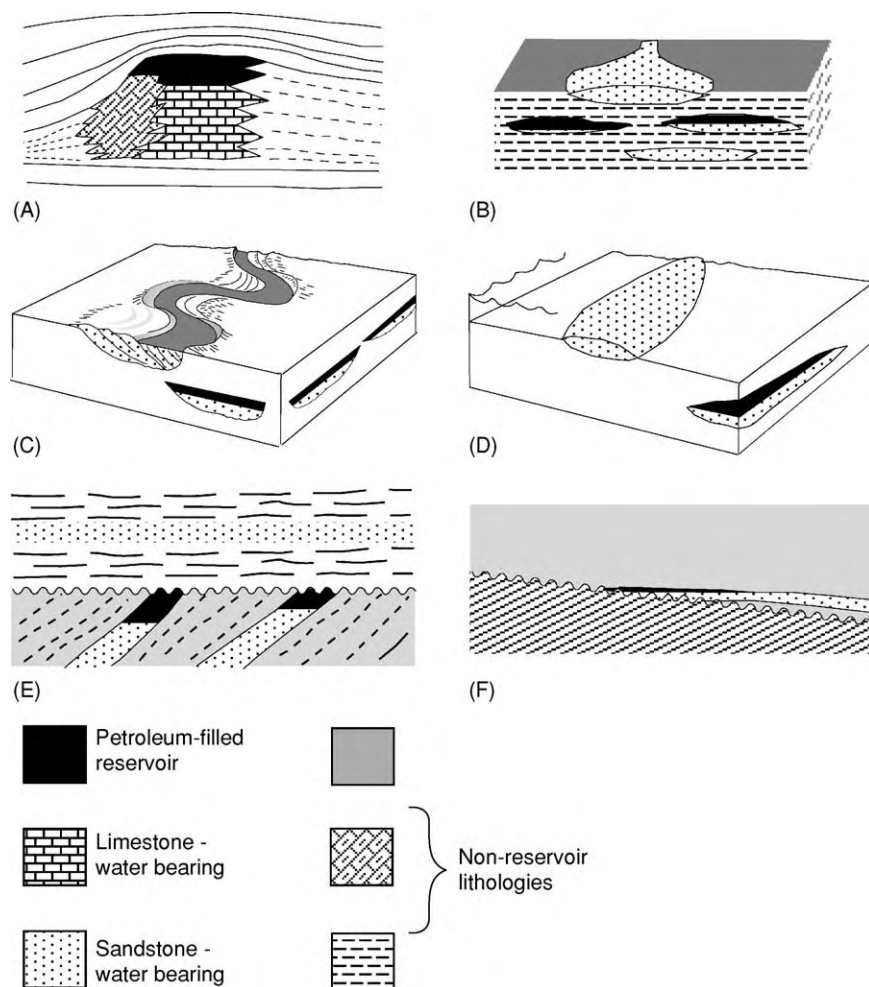 (A)
(B)
(C)
(D)
(E)
(F)
Petroleum-filled
reservoir
Limestone -
water bearing
Non-reservoir
lithologies
Sandstone -
water bearing